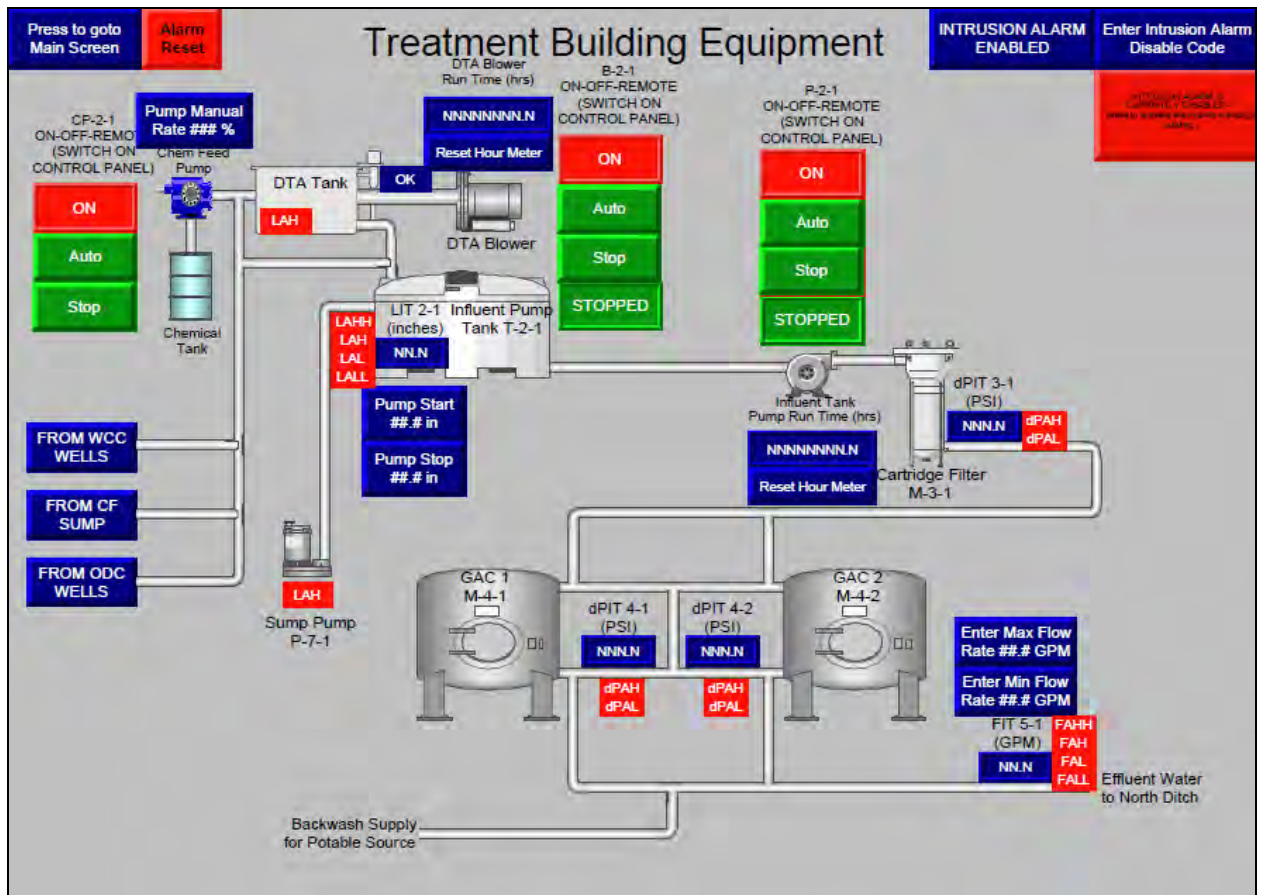 Press to goto
Main Screen
Alarm
Reset
Treatment Building Equipment
INTRUSION ALARM
ENABLED
Enter Intrusion Alarm
Disable Code
DTA Blower
Run Time (hrs)
NNNNNNNN.N
Reset Hour Meter
B-2-1
ON-OFF-REMOTE
(SWITCH ON
CONTROL PANEL)
ON
Auto
Stop
STOPPED
P-2-1
ON-OFF-REMOTE
(SWITCH ON
CONTROL PANEL)
ON
Auto
Stop
STOPPED
CP-2-1
ON-OFF-REMOT
(SWITCH ON
CONTROL PANEL)
ON
Auto
Stop
Pump Manual
Rate ### %
Chem Feed
Pump
Chemical
Tank
DTA Tank
LAH
OK
DTA Blower
LIT 2-1
(inches)
NN.N
Influent Pump
Tank T-2-1
LAHH
LAH
LAL
LALL
Pump Start
##.# in
Pump Stop
##.# in
Influent Tank
Pump Run Time (hrs)
NNNNNNNN.N
Reset Hour Meter
dPIT 3-1
(PSI)
NNN.N
dPAH
dPAL
Cartridge Filter
M-3-1
FROM WCC
WELLS
FROM CF
SUMP
FROM ODC
WELLS
LAH
Sump Pump
P-7-1
GAC 1
M-4-1
dPIT 4-1
(PSI)
NNN.N
dPAH
dPAL
dPIT 4-2
(PSI)
NNN.N
dPAH
dPAL
GAC 2
M-4-2
Enter Max Flow
Rate ##.# GPM
Enter Min Flow
Rate ##.# GPM
FIT 5-1
(GPM)
NN.N
FAHH
FAH
FAL
FALL
Effluent Water
to North Ditch
Backwash Supply
for Potable Source